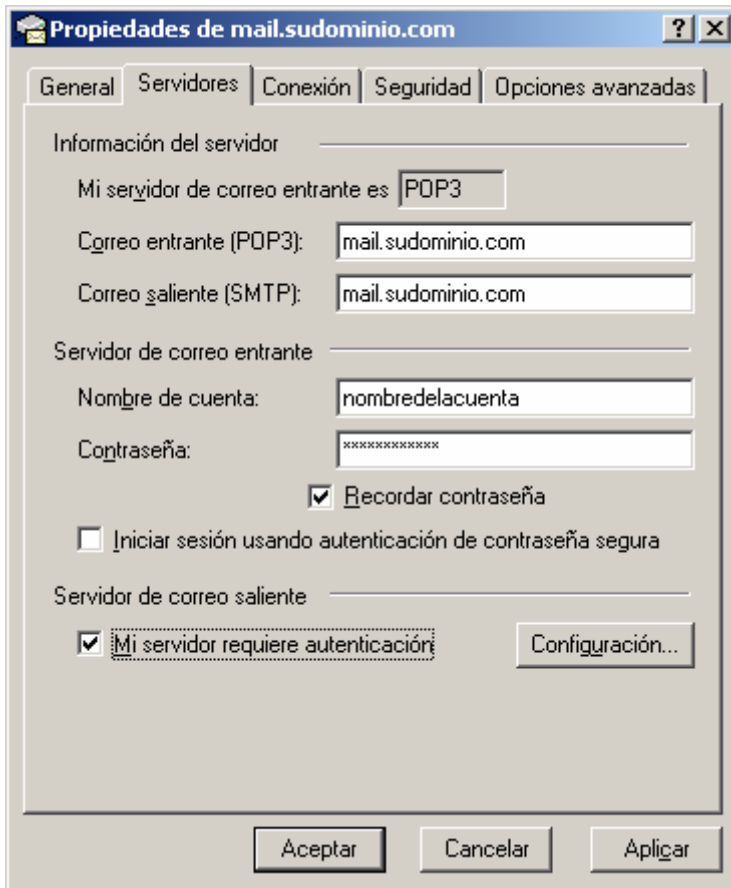 Propiedades de mail.sudominio.com
General Servidores Conexión Seguridad Opciones avanzadas
Información del servidor
Mi servidor de correo entrante es POP3
Correo entrante (POP3): mail.sudominio.com
Correo saliente (SMTP): mail.sudominio.com
Servidor de correo entrante
Nombre de cuenta: nombredelacuenta
Contraseña: ************
Recordar contraseña
Iniciar sesión usando autenticación de contraseña segura
Servidor de correo saliente
Mi servidor requiere autenticación Configuración...
Aceptar Cancelar Aplicar